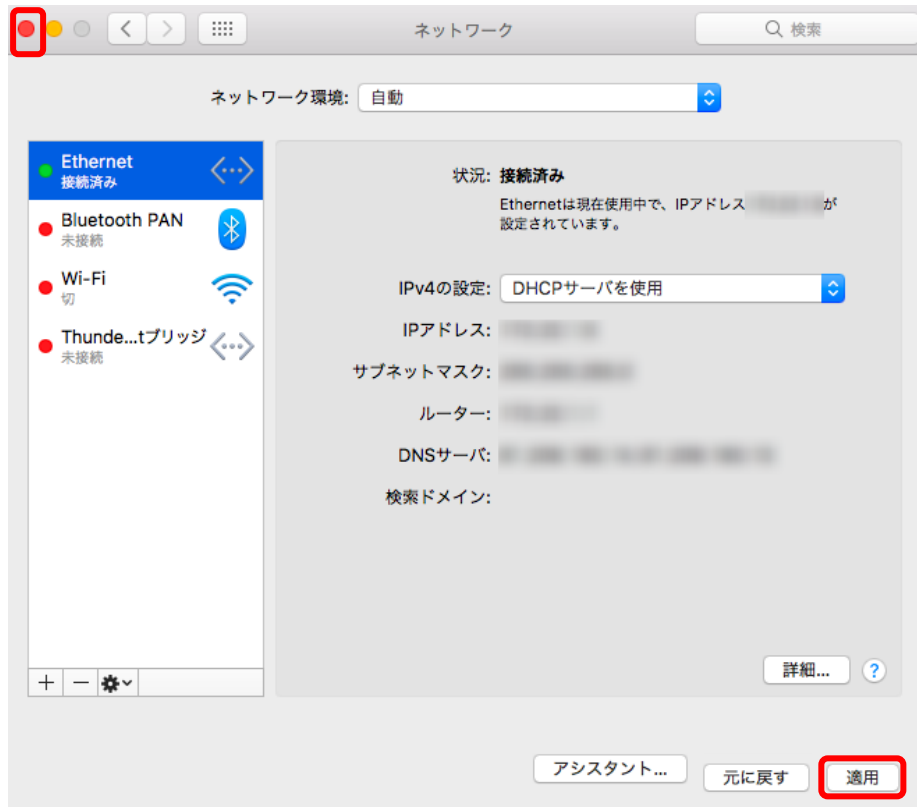 ネットワーク
検索
ネットワーク環境: 自動
Ethernet
接続済み
Bluetooth PAN
未接続
Wi-Fi
切
Thunde...tブリッジ
未接続
状況: 接続済み
Ethernetは現在使用中で、IPアドレス が
設定されています。
IPv4の設定: DHCPサーバを使用
IPアドレス:
サブネットマスク:
ルーター:
DNSサーバ:
検索ドメイン:
詳細...
?
アシスタント...
元に戻す
適用